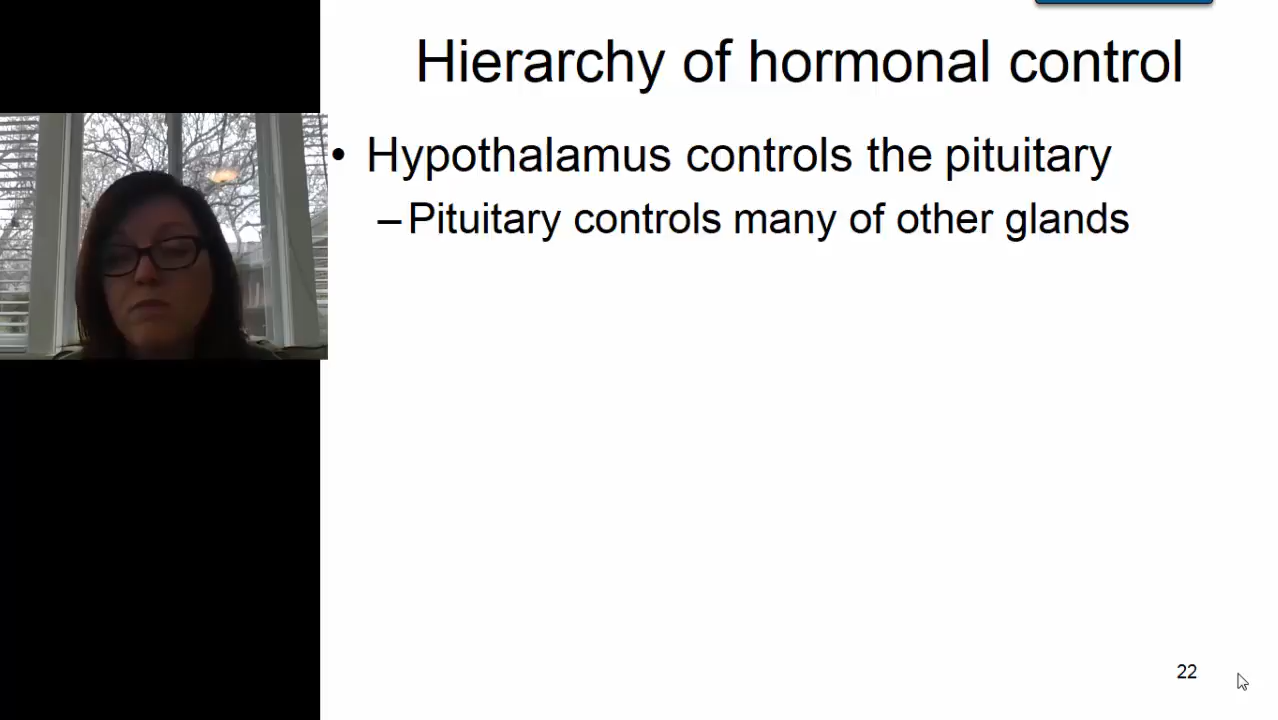 Hierarchy of hormonal control
• Hypothalamus controls the pituitary
–Pituitary controls many of other glands
22